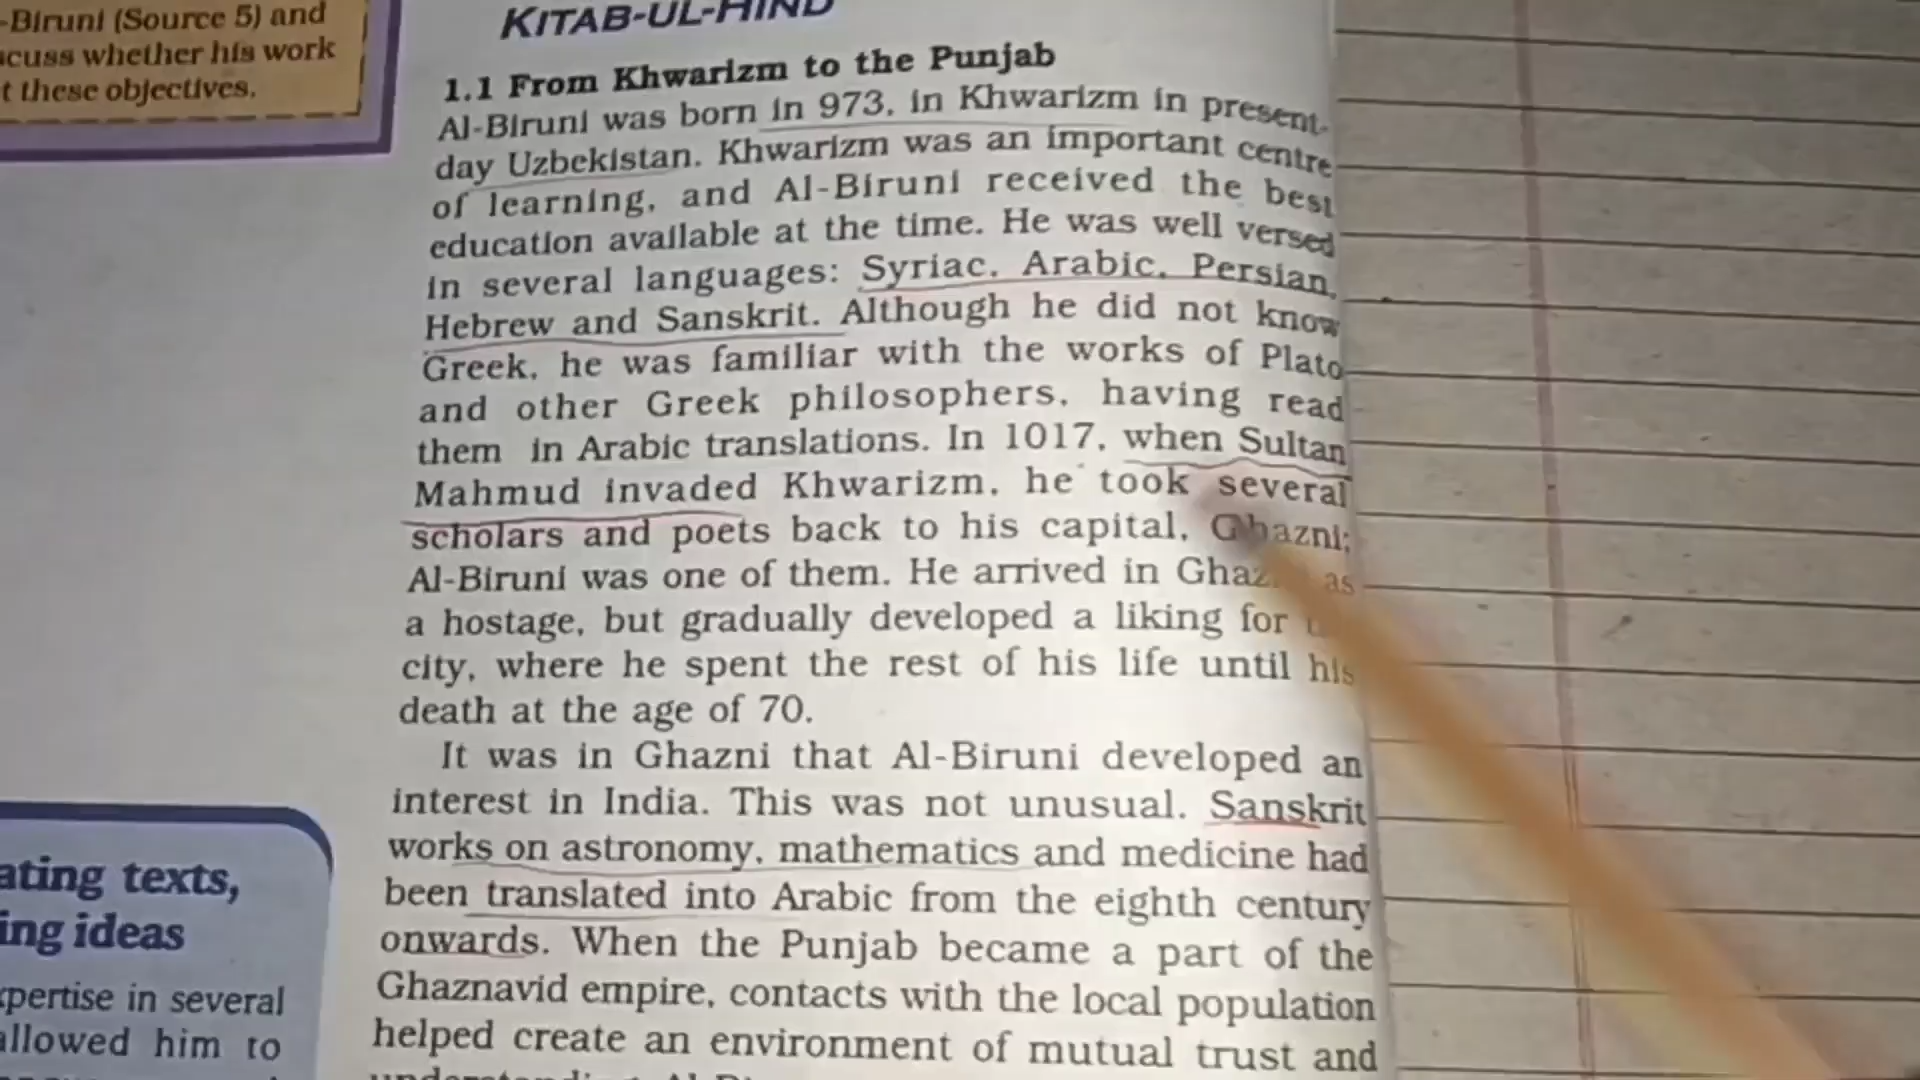 -Biruni (Source 5) and
cuss whether his work
t these objectives.
KITAB-UL-HIND
1.1 From Khwarizm to the Punjab
Al-Biruni was born in 973, in Khwarizm in present-
day Uzbekistan. Khwarizm was an important centre
of learning, and Al-Biruni received the best
education available at the time. He was well versed
in several languages: Syriac, Arabic, Persian,
Hebrew and Sanskrit. Although he did not know
Greek, he was familiar with the works of Plato
and other Greek philosophers, having read
them in Arabic translations. In 1017, when Sultan
Mahmud invaded Khwarizm, he took several
scholars and poets back to his capital, Ghazni;
Al-Biruni was one of them. He arrived in as
a hostage, but gradually developed a liking for
city, where he spent the rest of his life until his
death at the age of 70.
It was in Ghazni that Al-Biruni developed an
interest in India. This was not unusual. Sanskrit
works on astronomy, mathematics and medicine had
been translated into Arabic from the eighth century
onwards. When the Punjab became a part of the
Ghaznavid empire, contacts with the local population
helped create an environment of mutual trust and
ating texts,
ing ideas
xpertise in several
allowed him to